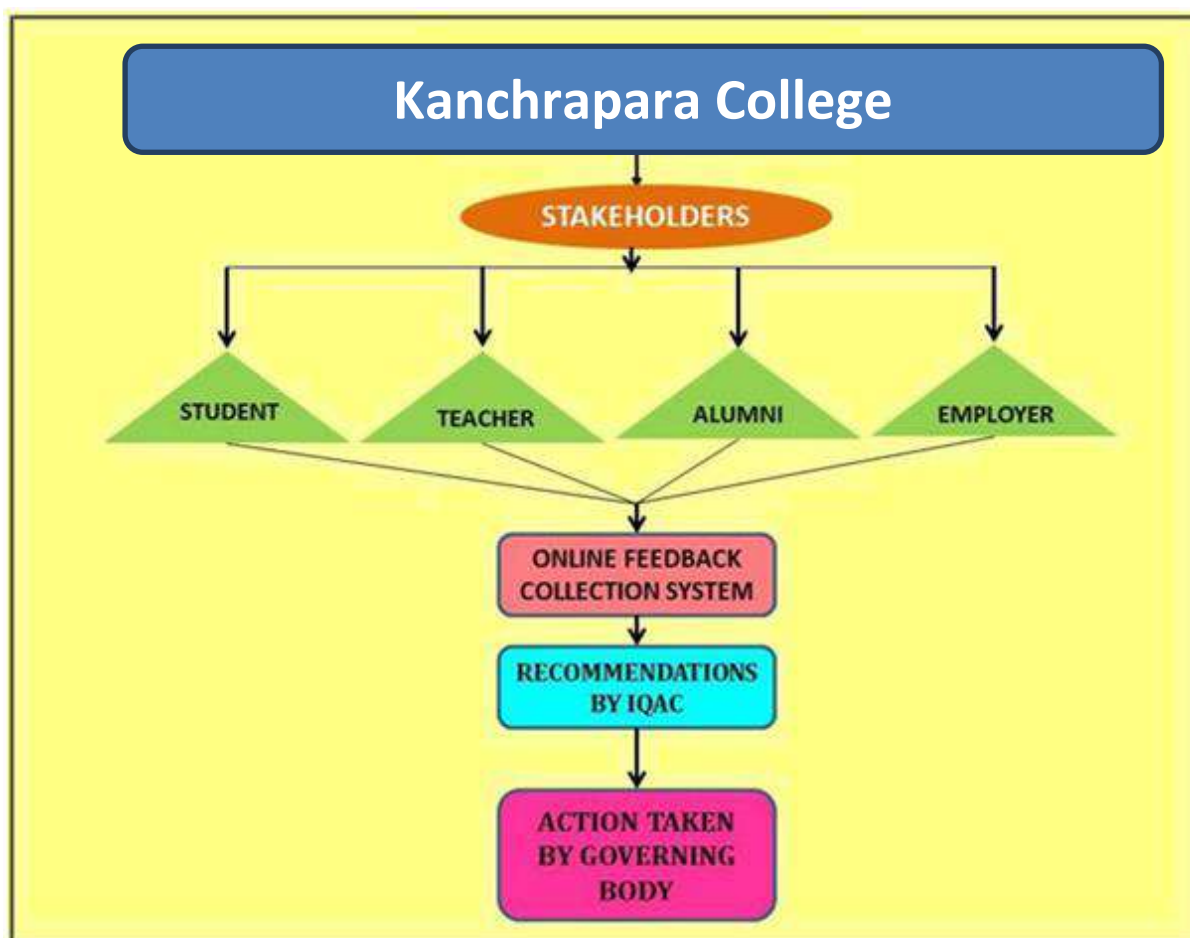 Kanchrapara College
STAKEHOLDERS
STUDENT
TEACHER
ALUMNI
EMPLOYER
ONLINE FEEDBACK
COLLECTION SYSTEM
RECOMMENDATIONS
BY IQAC
ACTION TAKEN
BY GOVERNING
BODY